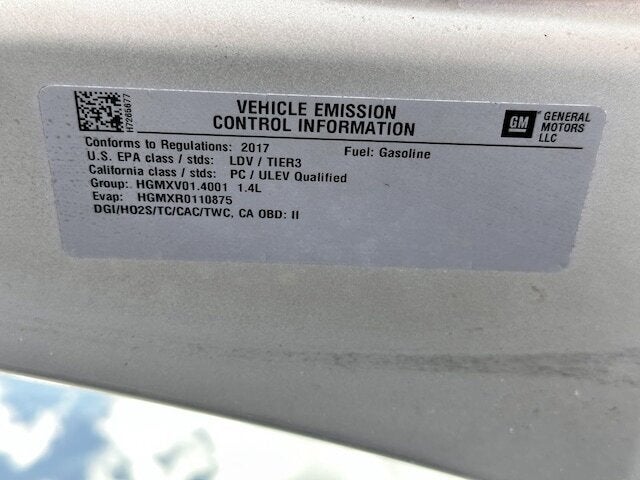 H7265677
VEHICLE EMISSION
CONTROL INFORMATION
GM GENERAL
MOTORS
LLC
Conforms to Regulations: 2017 Fuel: Gasoline
U.S. EPA class / stds: LDV / TIER3
California class / stds: PC / ULEV Qualified
Group: HGMXV01.4001 1.4L
Evap: HGMXR0110875
DGI/HO2S/TC/CAC/TWC, CA OBD: II